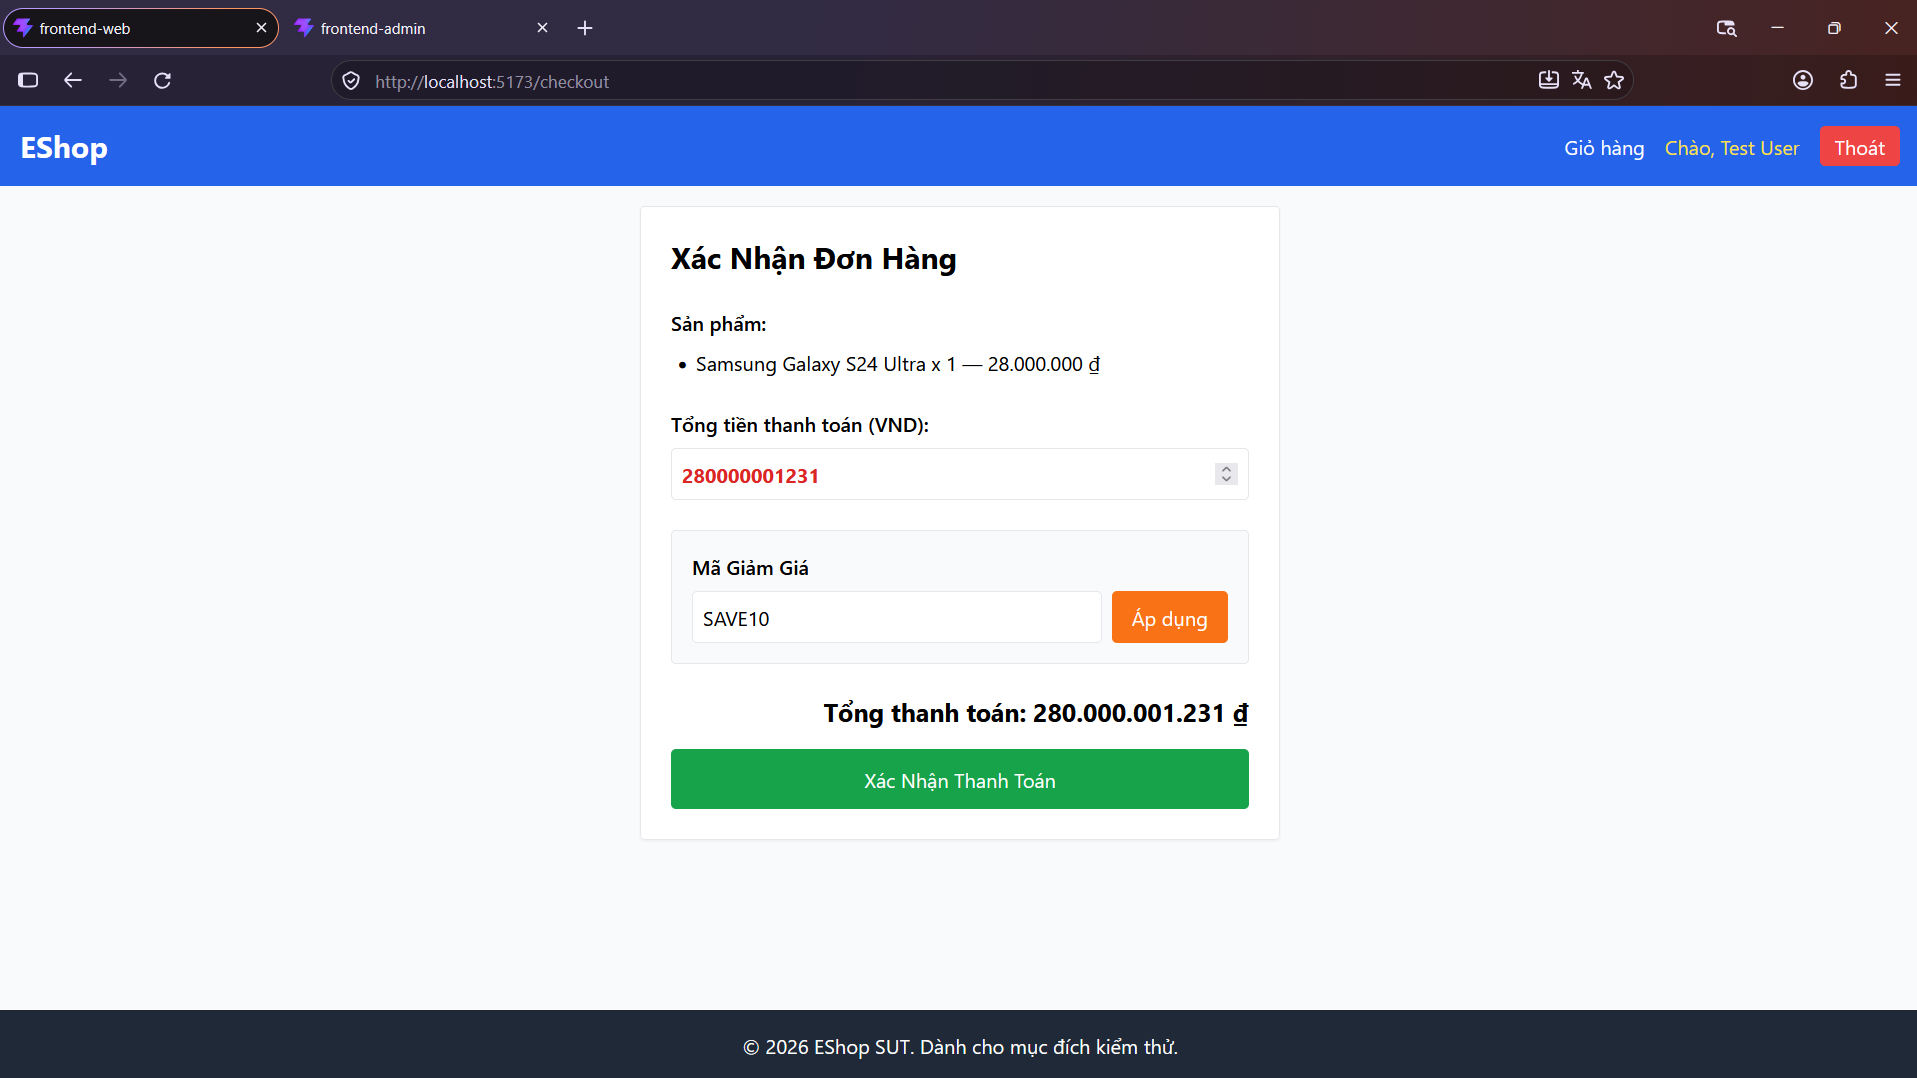 frontend-web
frontend-admin
http://localhost:5173/checkout
EShop
Giỏ hàng
Chào, Test User
Thoát
Xác Nhận Đơn Hàng
Sản phẩm:
• Samsung Galaxy S24 Ultra x 1 — 28.000.000 ₫
Tổng tiền thanh toán (VND):
280000001231
Mã Giảm Giá
SAVE10
Áp dụng
Tổng thanh toán: 280.000.001.231 ₫
Xác Nhận Thanh Toán
© 2026 EShop SUT. Dành cho mục đích kiểm thử.